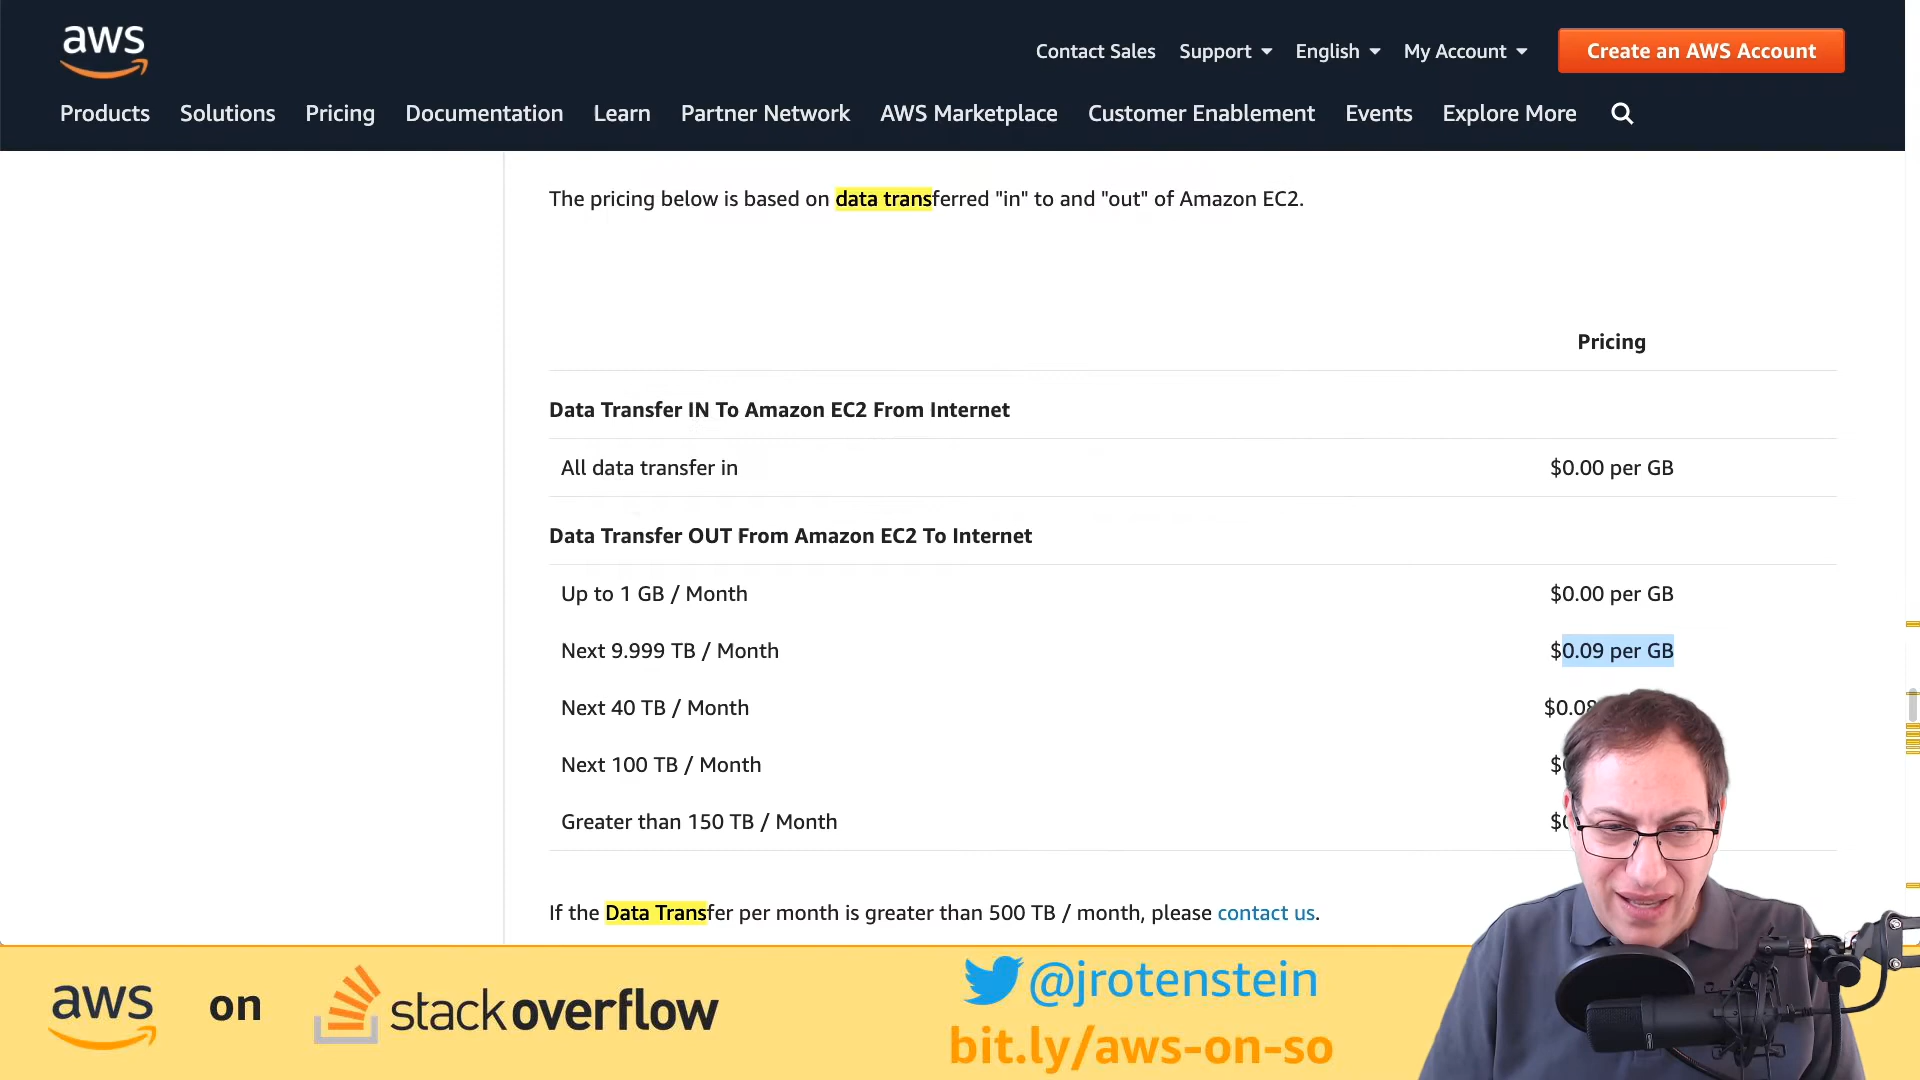 aws
Contact Sales Support English My Account Create an AWS Account
Products Solutions Pricing Documentation Learn Partner Network AWS Marketplace Customer Enablement Events Explore More
The pricing below is based on data transferred "in" to and "out" of Amazon EC2.
Pricing
Data Transfer IN To Amazon EC2 From Internet
All data transfer in $0.00 per GB
Data Transfer OUT From Amazon EC2 To Internet
Up to 1 GB / Month $0.00 per GB
Next 9.999 TB / Month $0.09 per GB
Next 40 TB / Month
Next 100 TB / Month
Greater than 150 TB / Month
If the Data Transfer per month is greater than 500 TB / month, please contact us.
aws on stackoverflow
@jrotenstein
bit.ly/aws-on-so